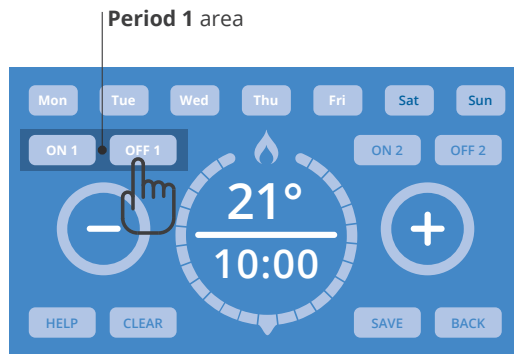 Period 1 area
Mon Tue Wed Thu Fri Sat Sun
ON 1 OFF 1 ON 2 OFF 2
21°
10:00
HELP CLEAR SAVE BACK